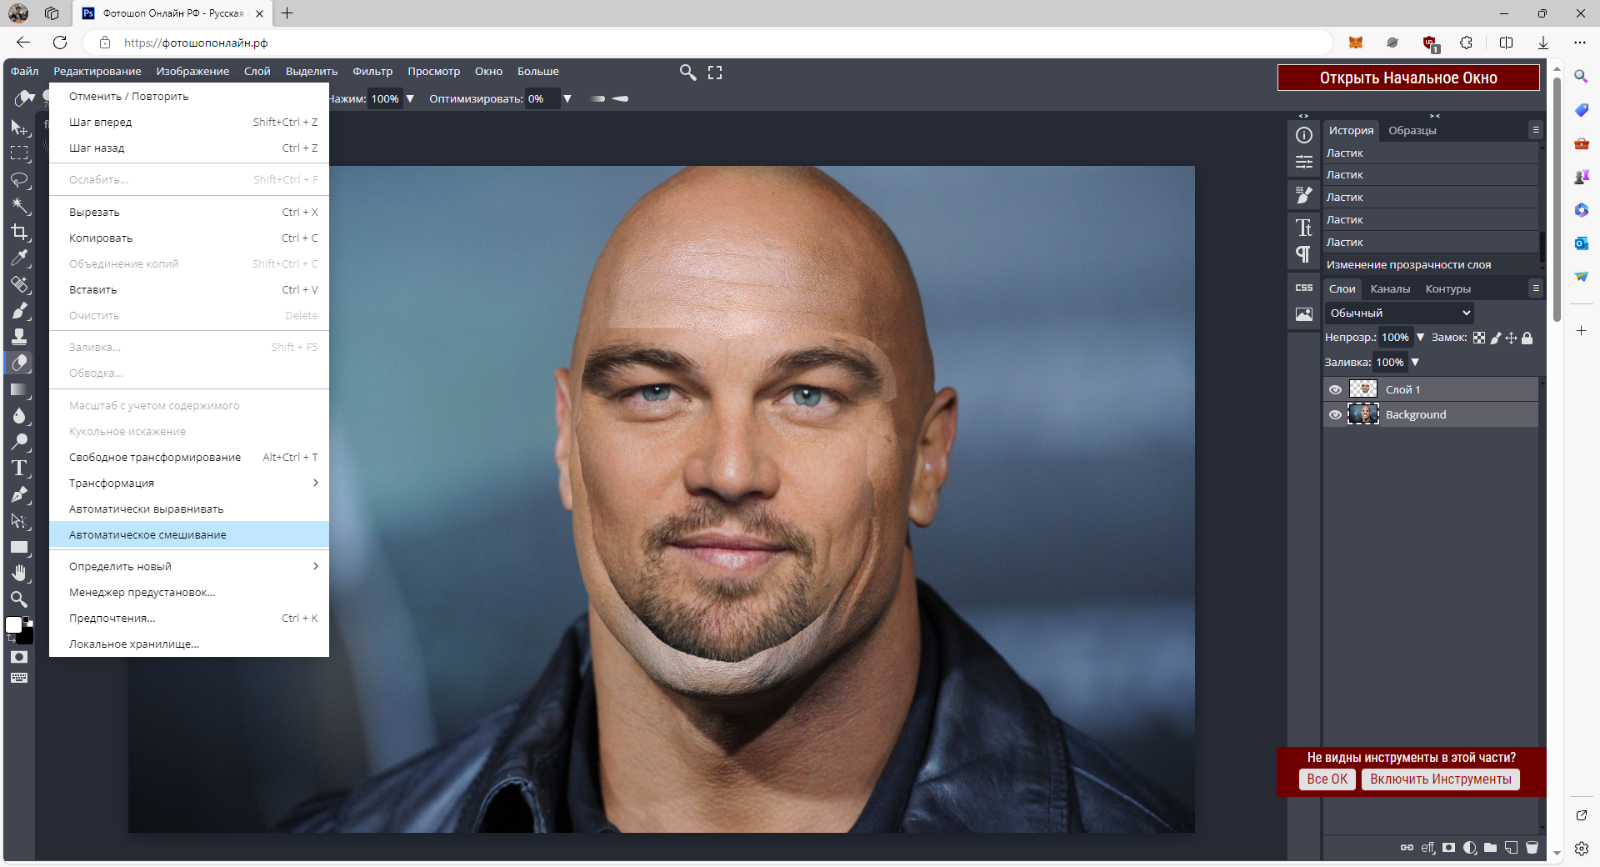 Фотошоп Онлайн РФ - Русская
https://фотошопонлайн.рф
1
Файл Редактирование Изображение Слой Выделить Фильтр Просмотр Окно Больше
Открыть Начальное Окно
Нажим: 100% Оптимизировать: 0%
Отменить / Повторить
Шаг вперед Shift+Ctrl + Z
Шаг назад Ctrl + Z
Ослабить... Shift+Ctrl + F
Вырезать Ctrl + X
Копировать Ctrl + C
Объединение копий Shift+Ctrl + C
Вставить Ctrl + V
Очистить Delete
Заливка... Shift + F5
Обводка...
Масштаб с учетом содержимого
Кукольное искажение
Свободное трансформирование Alt+Ctrl + T
Трансформация
Автоматически выравнивать
Автоматическое смешивание
Определить новый
Менеджер предустановок...
Предпочтения... Ctrl + K
Локальное хранилище...
История Образцы
Ластик
Ластик
Ластик
Ластик
Ластик
Изменение прозрачности слоя
CSS
Слои Каналы Контуры
Обычный
Непрозр.: 100% Замок:
Заливка: 100%
Слой 1
Background
Не видны инструменты в этой части?
Все ОК Включить Инструменты
eff